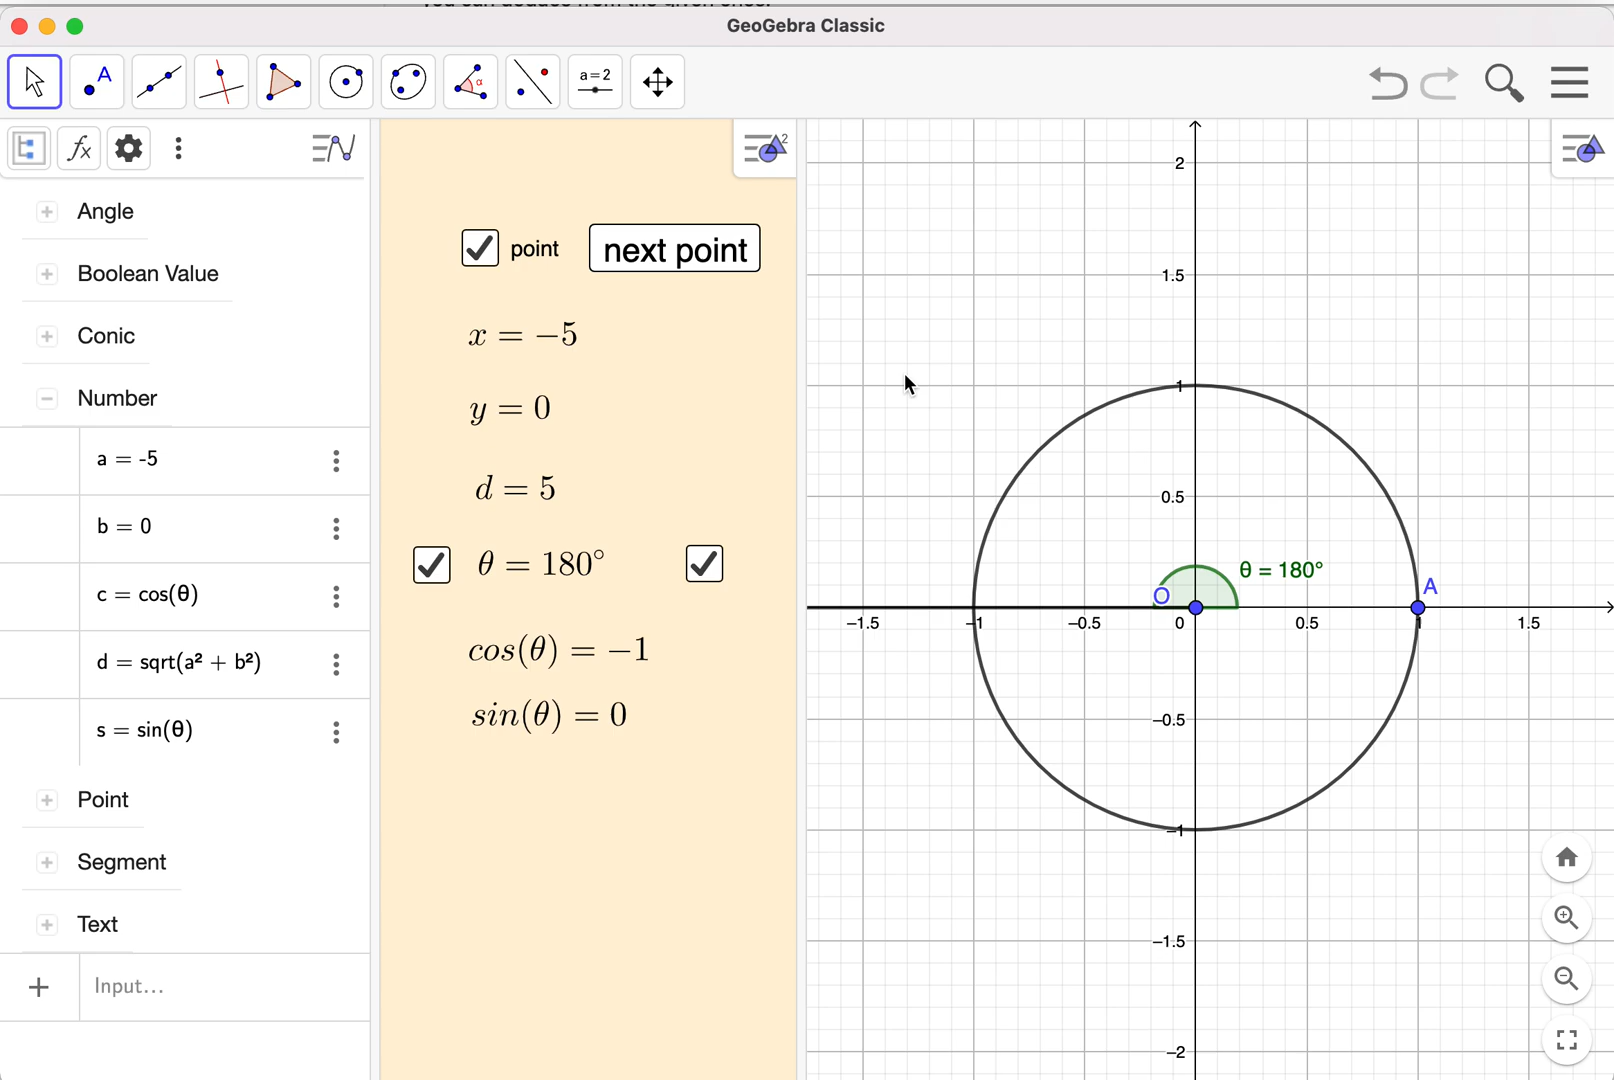 GeoGebra Classic
A
α
a = 2
fx
2
Angle
Boolean Value
Conic
Number
a = -5
b = 0
c = cos(θ)
d = sqrt(a² + b²)
s = sin(θ)
Point
Segment
Text
Input...
point
next point
x = −5
y = 0
d = 5
θ = 180°
cos(θ) = −1
sin(θ) = 0
2
1.5
1
0.5
θ = 180°
O
A
−1.5
−1
−0.5
0
0.5
1
1.5
−0.5
−1
−1.5
−2